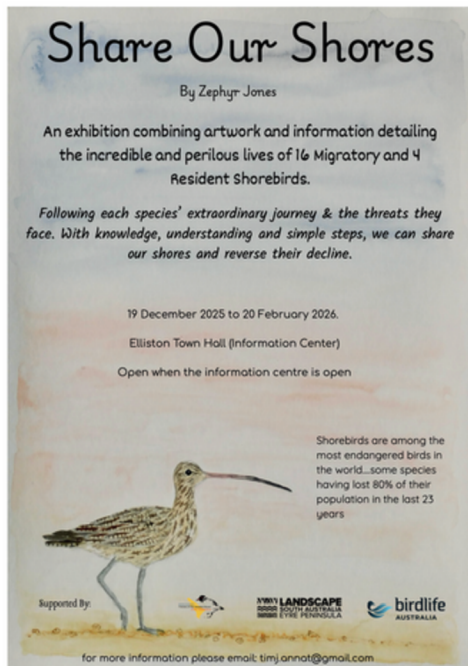 Share Our Shores
By Zephyr Jones
An exhibition combining artwork and information detailing
the incredible and perilous lives of 16 Migratory and 4
Resident Shorebirds.
Following each species' extraordinary journey & the threats they
face. With knowledge, understanding and simple steps, we can share
our shores and reverse their decline.
19 December 2025 to 20 February 2026.
Elliston Town Hall (Information Center)
Open when the information centre is open
Shorebirds are among the
most endangered birds in
the world...some species
having lost 80% of their
population in the last 23
years
Supported By:
LANDSCAPE
SOUTH AUSTRALIA
EYRE PENINSULA
birdlife
AUSTRALIA
for more information please email; timj.annat@gmail.com